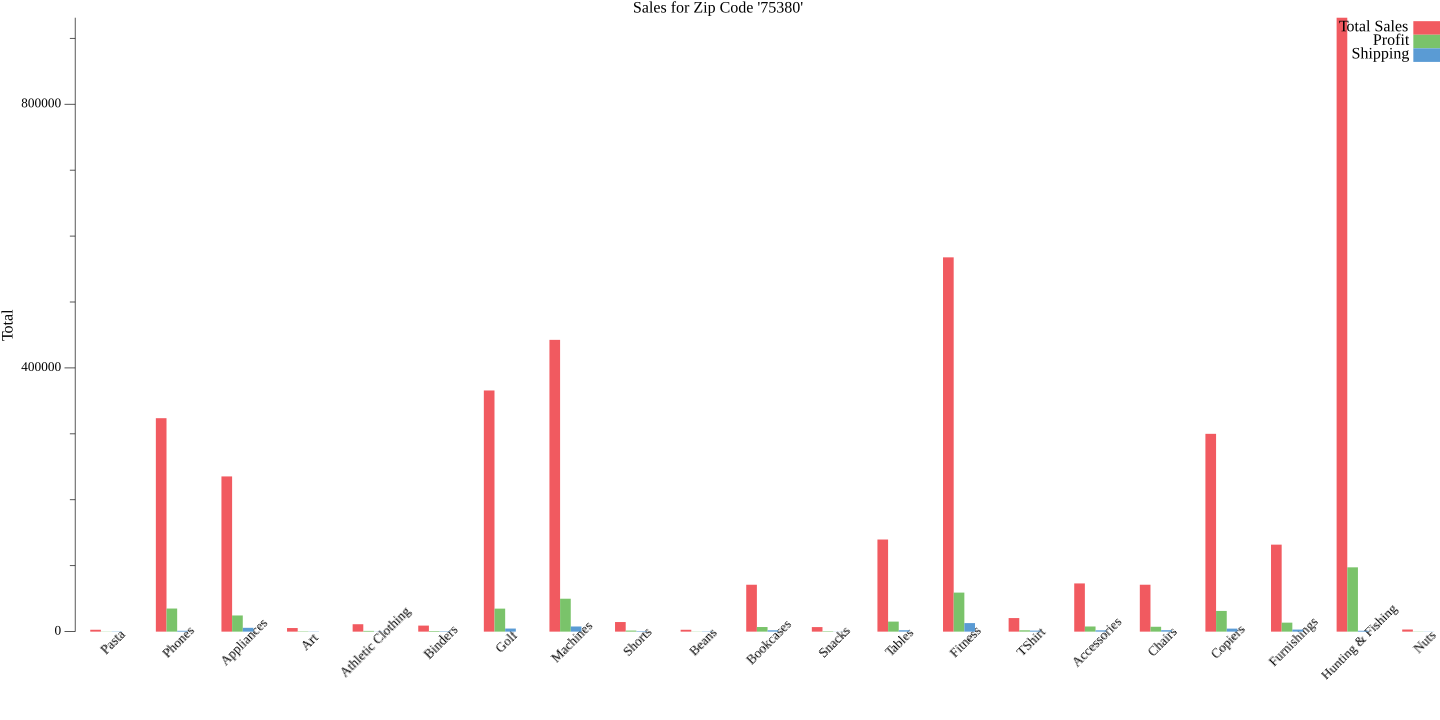 Sales for Zip Code '75380'
Total Sales
Profit
Shipping
800000
400000
0
Total
Pasta
Phones
Appliances
Art
Athletic Clothing
Binders
Golf
Machines
Shorts
Beans
Bookcases
Snacks
Tables
Fitness
TShirt
Accessories
Chairs
Copiers
Furnishings
Hunting & Fishing
Nuts